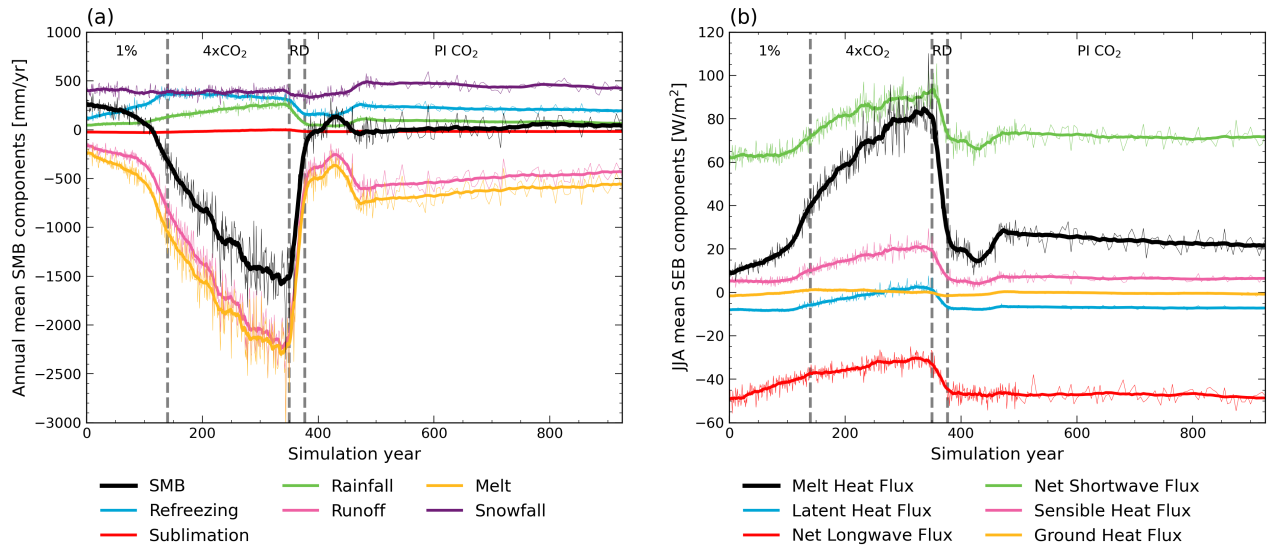 (a)
1% 4xCO₂ RD PI CO₂
1000
500
0
−500
−1000
−1500
−2000
−2500
−3000
Annual mean SMB components [mm/yr]
0 200 400 600 800
Simulation year
SMB Rainfall Melt
Refreezing Runoff Snowfall
Sublimation
(b)
1% 4xCO₂ RD PI CO₂
120
100
80
60
40
20
0
−20
−40
−60
JJA mean SEB components [W/m²]
0 200 400 600 800
Simulation year
Melt Heat Flux Net Shortwave Flux
Latent Heat Flux Sensible Heat Flux
Net Longwave Flux Ground Heat Flux